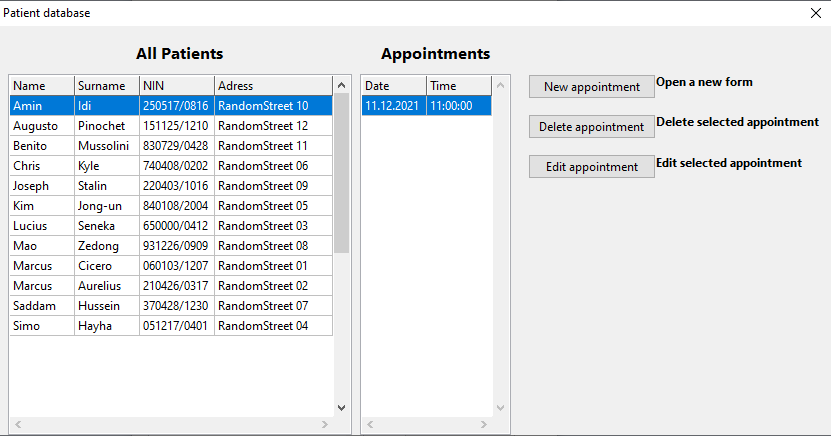 Patient database
All Patients
Appointments
Name Surname NIN Adress
Amin Idi 250517/0816 RandomStreet 10
Augusto Pinochet 151125/1210 RandomStreet 12
Benito Mussolini 830729/0428 RandomStreet 11
Chris Kyle 740408/0202 RandomStreet 06
Joseph Stalin 220403/1016 RandomStreet 09
Kim Jong-un 840108/2004 RandomStreet 05
Lucius Seneka 650000/0412 RandomStreet 03
Mao Zedong 931226/0909 RandomStreet 08
Marcus Cicero 060103/1207 RandomStreet 01
Marcus Aurelius 210426/0317 RandomStreet 02
Saddam Hussein 370428/1230 RandomStreet 07
Simo Hayha 051217/0401 RandomStreet 04
Date Time
11.12.2021 11:00:00
New appointment Open a new form
Delete appointment Delete selected appointment
Edit appointment Edit selected appointment